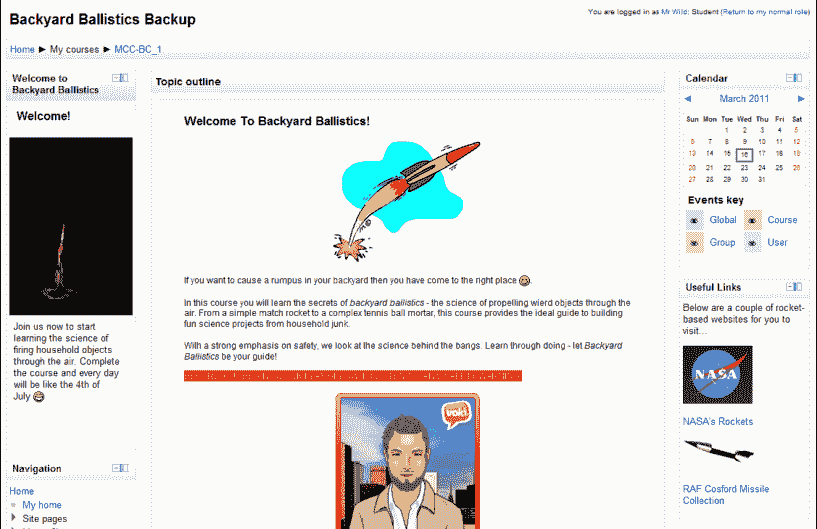 Backyard Ballistics Backup
You are logged in as Mr Wild: Student (Return to my normal role)
Home ► My courses ► MCC-BC_1
Welcome to
Backyard Ballistics
Welcome!
Join us now to start
learning the science of
firing household objects
through the air. Complete
the course and every day
will be like the 4th of
July
Navigation
Home
My home
Site pages
Topic outline
Welcome To Backyard Ballistics!
If you want to cause a rumpus in your backyard then you have come to the right place .
In this course you will learn the secrets of backyard ballistics - the science of propelling wierd objects through the
air. From a simple match rocket to a complex tennis ball mortar, this course provides the ideal guide to building
fun science projects from household junk.
With a strong emphasis on safety, we look at the science behind the bangs. Learn through doing - let Backyard
Ballistics be your guide!
Calendar
◄ March 2011 ►
Sun Mon Tue Wed Thu Fri Sat
1 2 3 4 5
6 7 8 9 10 11 12
13 14 15 16 17 18 19
20 21 22 23 24 25 26
27 28 29 30 31
Events key
Global Course
Group User
Useful Links
Below are a couple of rocket-
based websites for you to
visit...
NASA
NASA's Rockets
RAF Cosford Missile
Collection